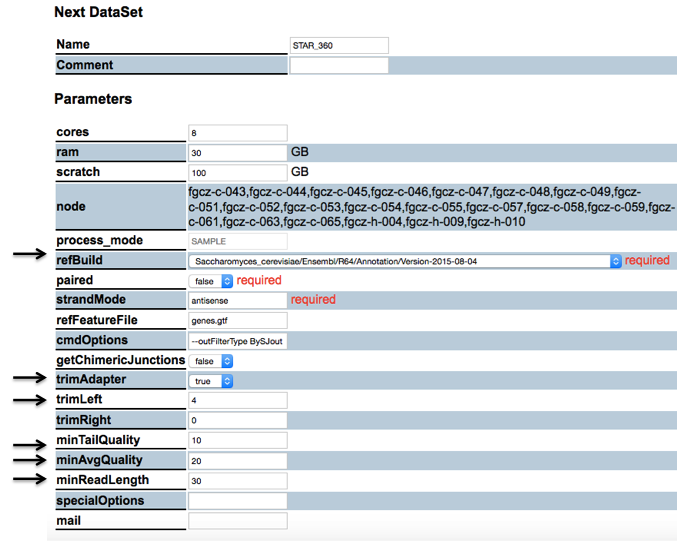 Next DataSet
Name STAR_360
Comment
Parameters
cores 8
ram 30 GB
scratch 100 GB
node fgcz-c-043,fgcz-c-044,fgcz-c-045,fgcz-c-046,fgcz-c-047,fgcz-c-048,fgcz-c-049,fgcz-
c-051,fgcz-c-052,fgcz-c-053,fgcz-c-054,fgcz-c-055,fgcz-c-057,fgcz-c-058,fgcz-c-059,fgcz-
c-061,fgcz-c-063,fgcz-c-065,fgcz-h-004,fgcz-h-009,fgcz-h-010
process_mode SAMPLE
refBuild Saccharomyces_cerevisiae/Ensembl/R64/Annotation/Version-2015-08-04 required
paired false required
strandMode antisense required
refFeatureFile genes.gtf
cmdOptions --outFilterType BySJout
getChimericJunctions false
trimAdapter true
trimLeft 4
trimRight 0
minTailQuality 10
minAvgQuality 20
minReadLength 30
specialOptions
mail